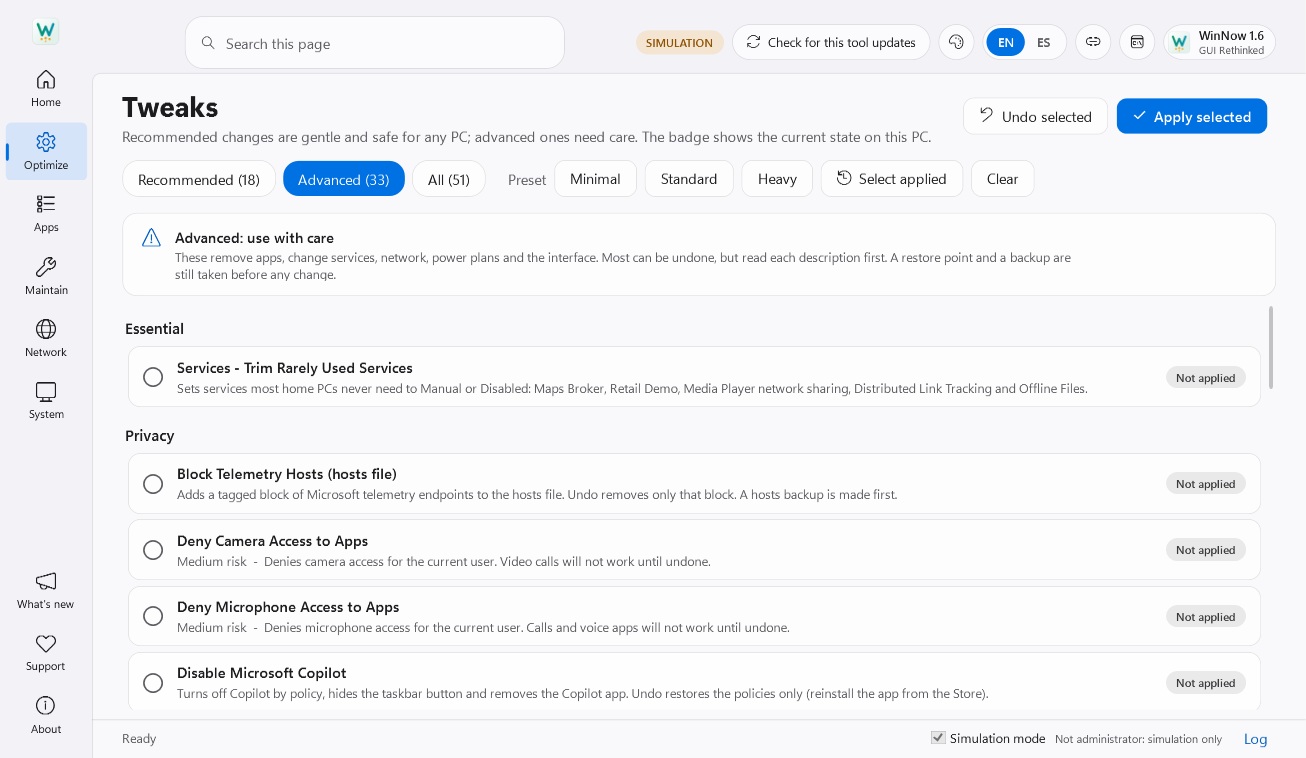 Search this page
SIMULATION
Check for this tool updates
EN
ES
WinNow 1.6
GUI Rethinked
Home
Optimize
Apps
Maintain
Network
System
What's new
Support
About
Tweaks
Recommended changes are gentle and safe for any PC; advanced ones need care. The badge shows the current state on this PC.
Undo selected
Apply selected
Recommended (18)
Advanced (33)
All (51)
Preset
Minimal
Standard
Heavy
Select applied
Clear
Advanced: use with care
These remove apps, change services, network, power plans and the interface. Most can be undone, but read each description first. A restore point and a backup are
still taken before any change.
Essential
Services - Trim Rarely Used Services
Sets services most home PCs never need to Manual or Disabled: Maps Broker, Retail Demo, Media Player network sharing, Distributed Link Tracking and Offline Files.
Not applied
Privacy
Block Telemetry Hosts (hosts file)
Adds a tagged block of Microsoft telemetry endpoints to the hosts file. Undo removes only that block. A hosts backup is made first.
Not applied
Deny Camera Access to Apps
Medium risk - Denies camera access for the current user. Video calls will not work until undone.
Not applied
Deny Microphone Access to Apps
Medium risk - Denies microphone access for the current user. Calls and voice apps will not work until undone.
Not applied
Disable Microsoft Copilot
Turns off Copilot by policy, hides the taskbar button and removes the Copilot app. Undo restores the policies only (reinstall the app from the Store).
Not applied
Ready
Simulation mode
Not administrator: simulation only
Log